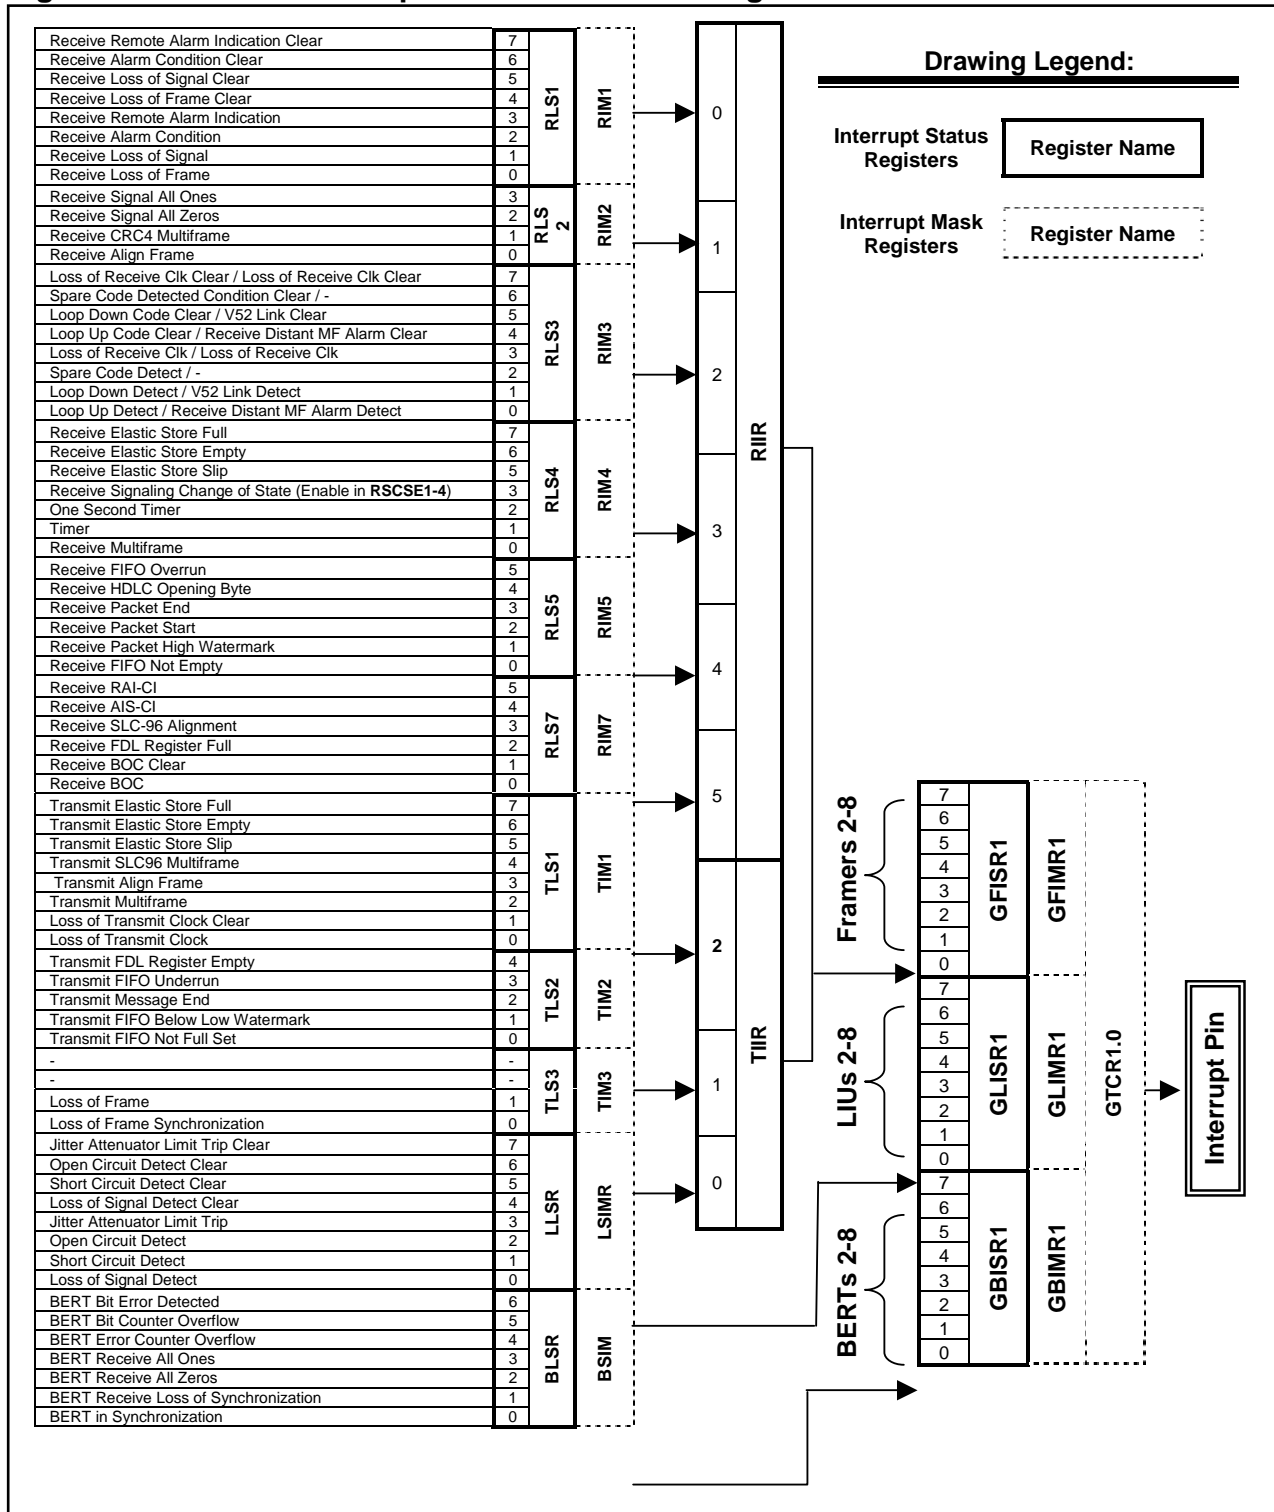 Receive Remote Alarm Indication Clear 7
Receive Alarm Condition Clear 6
Receive Loss of Signal Clear 5
Receive Loss of Frame Clear 4
Receive Remote Alarm Indication 3
Receive Alarm Condition 2
Receive Loss of Signal 1
Receive Loss of Frame 0
RLS1
RIM1
Receive Signal All Ones 3
Receive Signal All Zeros 2
Receive CRC4 Multiframe 1
Receive Align Frame 0
RLS
2
RIM2
Loss of Receive Clk Clear / Loss of Receive Clk Clear 7
Spare Code Detected Condition Clear / - 6
Loop Down Code Clear / V52 Link Clear 5
Loop Up Code Clear / Receive Distant MF Alarm Clear 4
Loss of Receive Clk / Loss of Receive Clk 3
Spare Code Detect / - 2
Loop Down Detect / V52 Link Detect 1
Loop Up Detect / Receive Distant MF Alarm Detect 0
RLS3
RIM3
Receive Elastic Store Full 7
Receive Elastic Store Empty 6
Receive Elastic Store Slip 5
Receive Signaling Change of State (Enable in RSCSE1-4) 3
One Second Timer 2
Timer 1
Receive Multiframe 0
RLS4
RIM4
Receive FIFO Overrun 5
Receive HDLC Opening Byte 4
Receive Packet End 3
Receive Packet Start 2
Receive Packet High Watermark 1
Receive FIFO Not Empty 0
RLS5
RIM5
Receive RAI-CI 5
Receive AIS-CI 4
Receive SLC-96 Alignment 3
Receive FDL Register Full 2
Receive BOC Clear 1
Receive BOC 0
RLS7
RIM7
Transmit Elastic Store Full 7
Transmit Elastic Store Empty 6
Transmit Elastic Store Slip 5
Transmit SLC96 Multiframe 4
Transmit Align Frame 3
Transmit Multiframe 2
Loss of Transmit Clock Clear 1
Loss of Transmit Clock 0
TLS1
TIM1
Transmit FDL Register Empty 4
Transmit FIFO Underrun 3
Transmit Message End 2
Transmit FIFO Below Low Watermark 1
Transmit FIFO Not Full Set 0
TLS2
TIM2
- -
- -
Loss of Frame 1
Loss of Frame Synchronization 0
TLS3
TIM3
Jitter Attenuator Limit Trip Clear 7
Open Circuit Detect Clear 6
Short Circuit Detect Clear 5
Loss of Signal Detect Clear 4
Jitter Attenuator Limit Trip 3
Open Circuit Detect 2
Short Circuit Detect 1
Loss of Signal Detect 0
LLSR
LSIMR
BERT Bit Error Detected 6
BERT Bit Counter Overflow 5
BERT Error Counter Overflow 4
BERT Receive All Ones 3
BERT Receive All Zeros 2
BERT Receive Loss of Synchronization 1
BERT in Synchronization 0
BLSR
BSIM
0
1
2
3
4
5
RIIR
2
1
0
TIIR
Drawing Legend:
Interrupt Status
Registers
Register Name
Interrupt Mask
Registers
Register Name
Framers 2-8
7
6
5
4
3
2
1
0
GFISR1
GFIMR1
LIUs 2-8
7
6
5
4
3
2
1
0
GLISR1
GLIMR1
BERTs 2-8
7
6
5
4
3
2
1
0
GBISR1
GBIMR1
GTCR1.0
Interrupt Pin